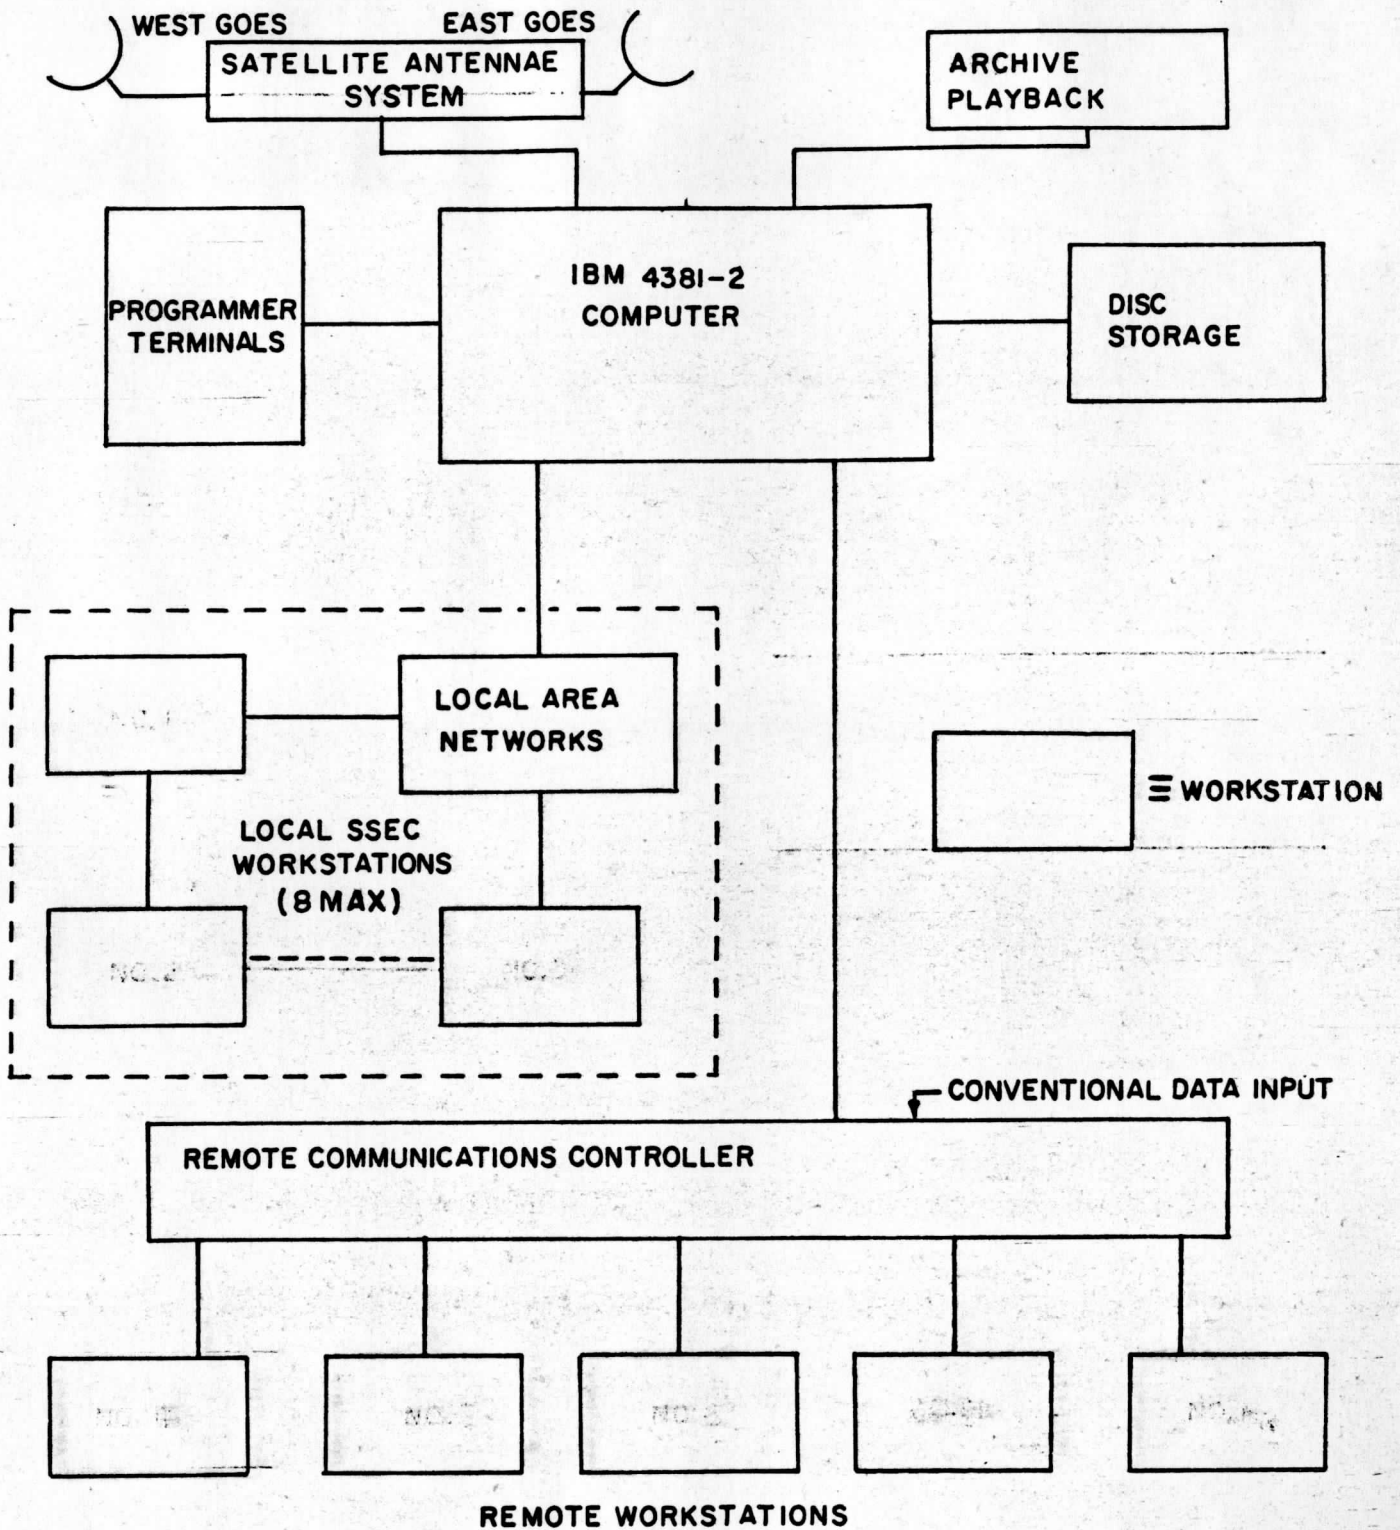 WEST GOES
EAST GOES
SATELLITE ANTENNAE
SYSTEM
ARCHIVE
PLAYBACK
PROGRAMMER
TERMINALS
IBM 4381-2
COMPUTER
DISC
STORAGE
LOCAL AREA
NETWORKS
LOCAL SSEC
WORKSTATIONS
(8 MAX)
≡ WORKSTATION
CONVENTIONAL DATA INPUT
REMOTE COMMUNICATIONS CONTROLLER
REMOTE WORKSTATIONS